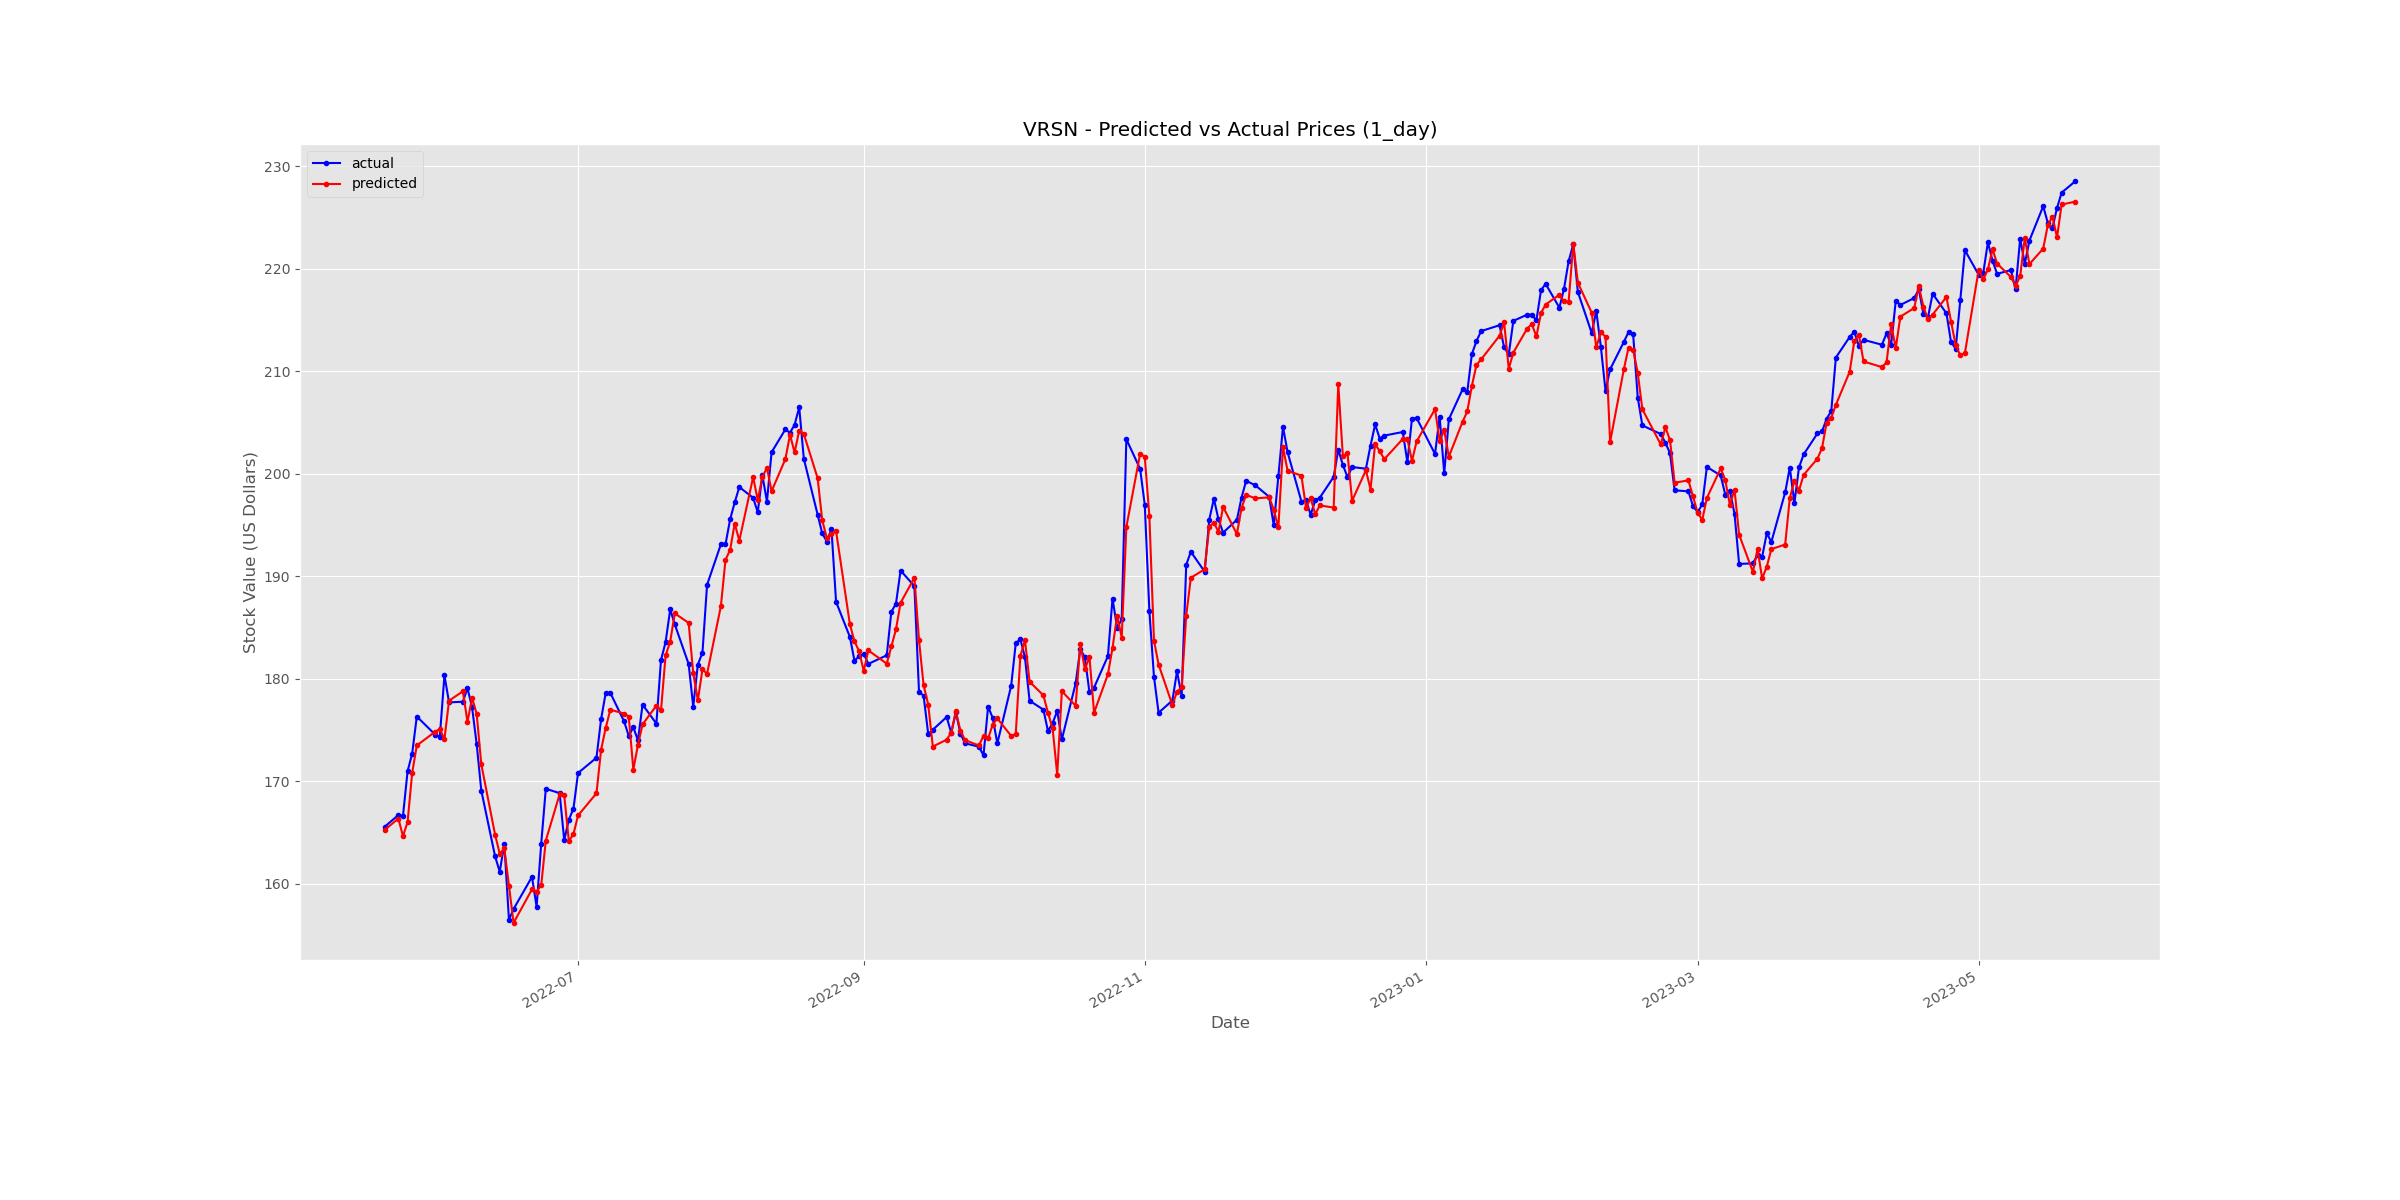 VRSN - Predicted vs Actual Prices (1_day)
actual
predicted
230
220
210
200
190
180
170
160
Stock Value (US Dollars)
2022-07
2022-09
2022-11
2023-01
2023-03
2023-05
Date